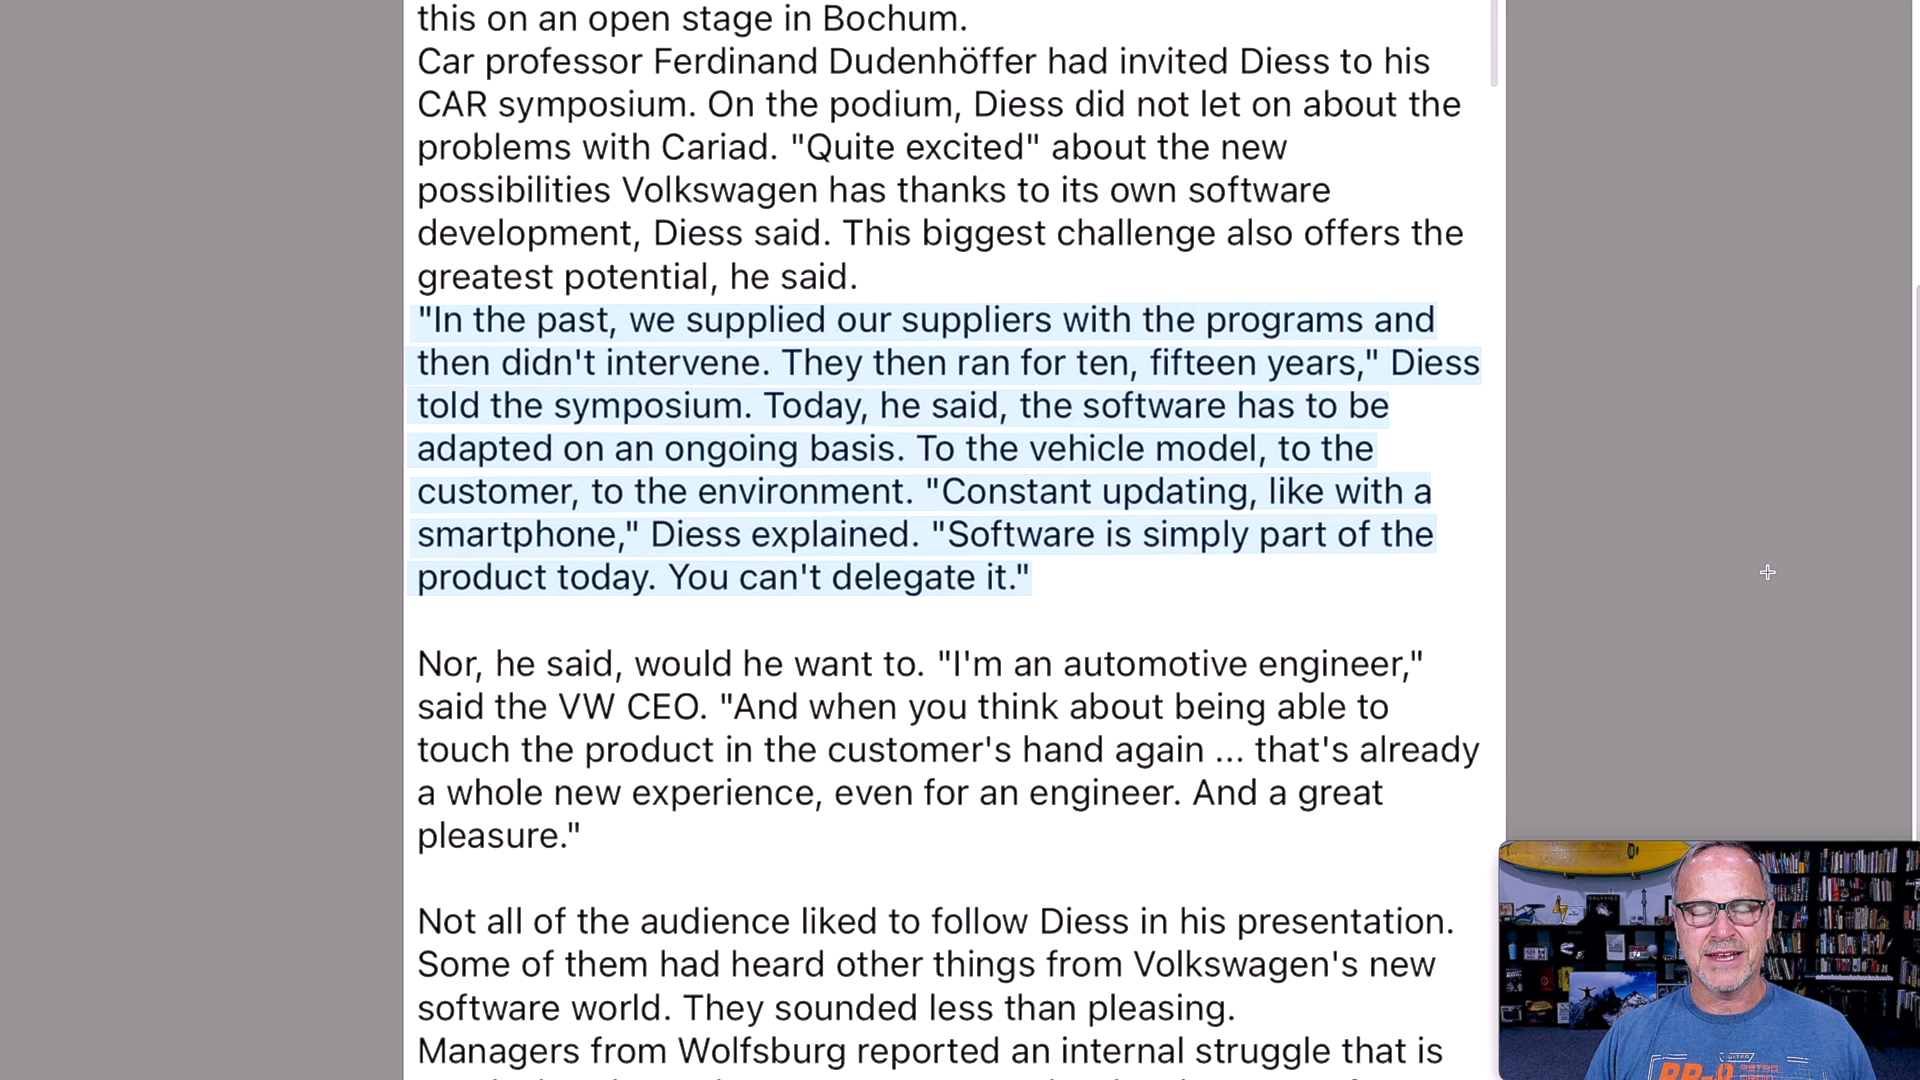 this on an open stage in Bochum.
Car professor Ferdinand Dudenhöffer had invited Diess to his
CAR symposium. On the podium, Diess did not let on about the
problems with Cariad. "Quite excited" about the new
possibilities Volkswagen has thanks to its own software
development, Diess said. This biggest challenge also offers the
greatest potential, he said.
"In the past, we supplied our suppliers with the programs and
then didn't intervene. They then ran for ten, fifteen years," Diess
told the symposium. Today, he said, the software has to be
adapted on an ongoing basis. To the vehicle model, to the
customer, to the environment. "Constant updating, like with a
smartphone," Diess explained. "Software is simply part of the
product today. You can't delegate it."
Nor, he said, would he want to. "I'm an automotive engineer,"
said the VW CEO. "And when you think about being able to
touch the product in the customer's hand again ... that's already
a whole new experience, even for an engineer. And a great
pleasure."
Not all of the audience liked to follow Diess in his presentation.
Some of them had heard other things from Volkswagen's new
software world. They sounded less than pleasing.
Managers from Wolfsburg reported an internal struggle that is